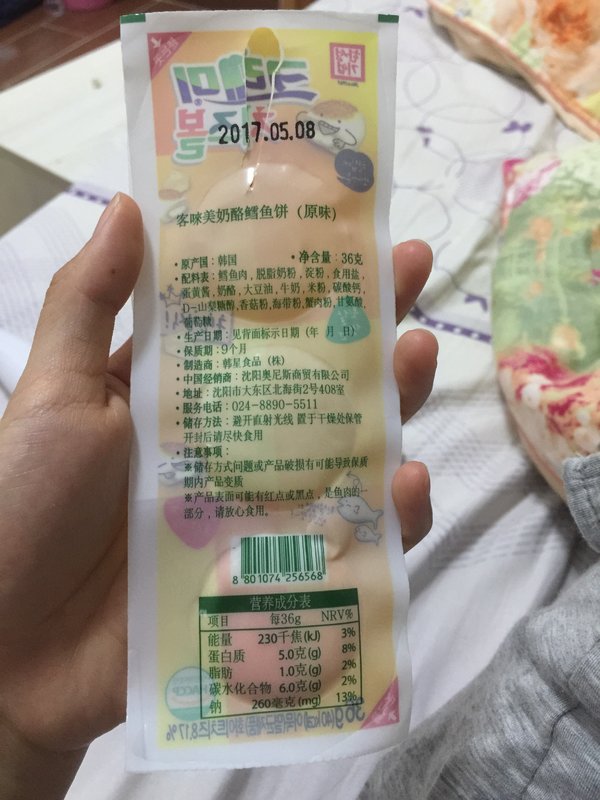 2017.05.08
客唻美奶酪鳕鱼饼（原味）
·原产国：韩国 ·净含量：36克
·配料表：鳕鱼肉，脱脂奶粉，淀粉，食用盐，
蛋黄酱，奶酪，大豆油，牛奶，米粉，碳酸钙，
D-山梨糖醇，香菇粉，海带粉，蟹肉粉，甘氨酸，
葡萄糖
·生产日期：见背面标示日期（年 月 日）
·保质期：9个月
制造商：韩星食品（株）
·中国经销商：沈阳奥尼斯商贸有限公司
·地址：沈阳市大东区北海街2号408室
·服务电话：024-8890-5511
·储存方法：避开直射光线 置于干燥处保管
开封后请尽快食用
·注意事项：
※储存方式问题或产品破损有可能导致保质
期内产品变质
※产品表面可能有红点或黑点，是鱼肉的一
部分，请放心食用。
8 801074 256568
营养成分表
项目 每36g NRV%
能量 230千焦(kJ) 3%
蛋白质 5.0克(g) 8%
脂肪 1.0克(g) 2%
碳水化合物 6.0克(g) 2%
钠 260毫克(mg) 13%